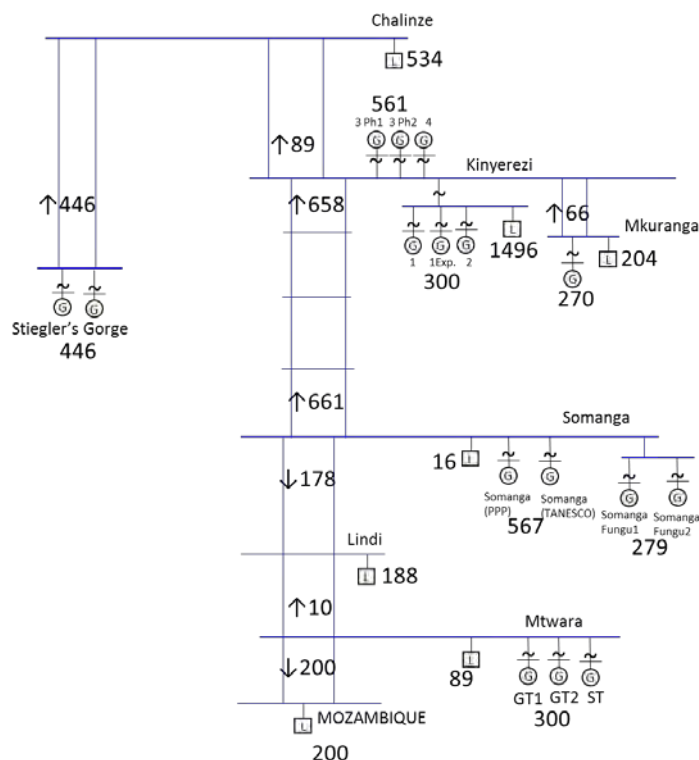 Chalinze
L 534
561
3 Ph1 3 Ph2 4
G G G
↑89
Kinyerezi
↑446
↑658
↑66
Mkuranga
G G G
L
1496
L 204
1 1Exp. 2
300
G
270
G G
Stiegler's Gorge
446
↑661
Somanga
16 L
G G
G G
↓178
Somanga
(PPP)
Somanga
(TANESCO)
Somanga
Fungu1
Somanga
Fungu2
567
279
Lindi
L 188
↑10
Mtwara
↓200
L
89
G G G
GT1 GT2 ST
300
MOZAMBIQUE
L
200